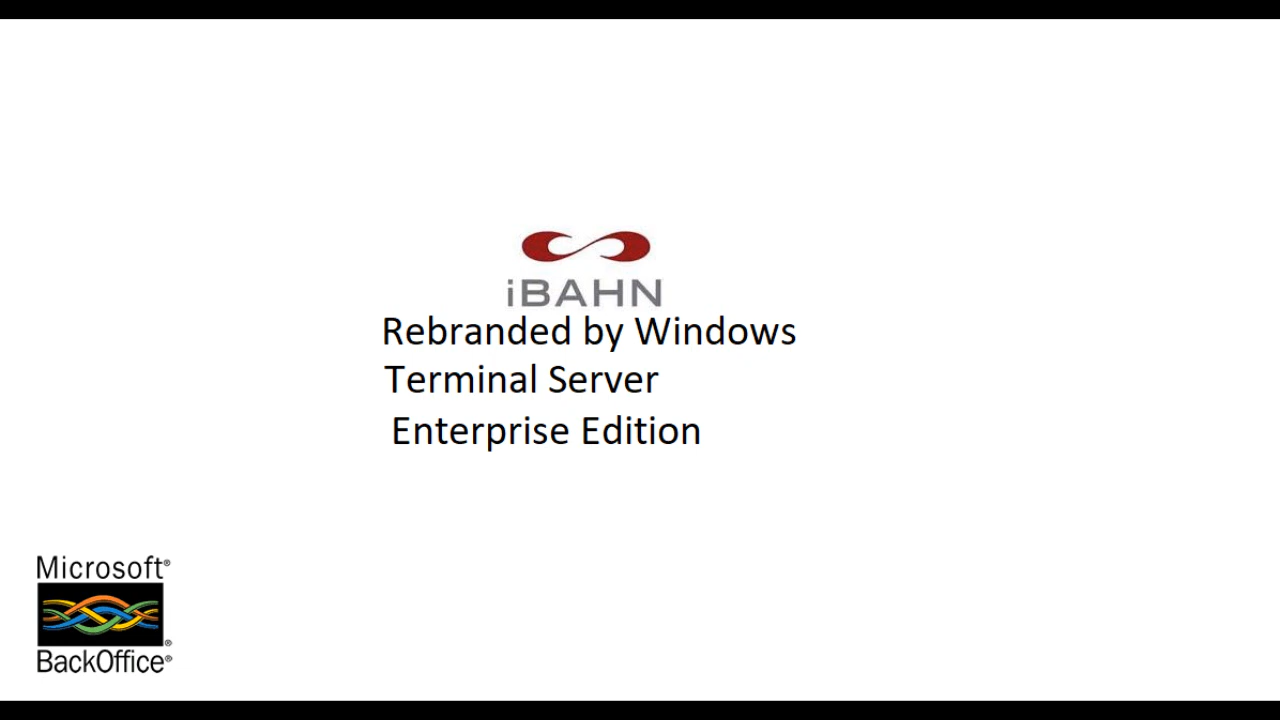 iBAHN
Rebranded by Windows
Terminal Server
Enterprise Edition
Microsoft®
®
BackOffice®